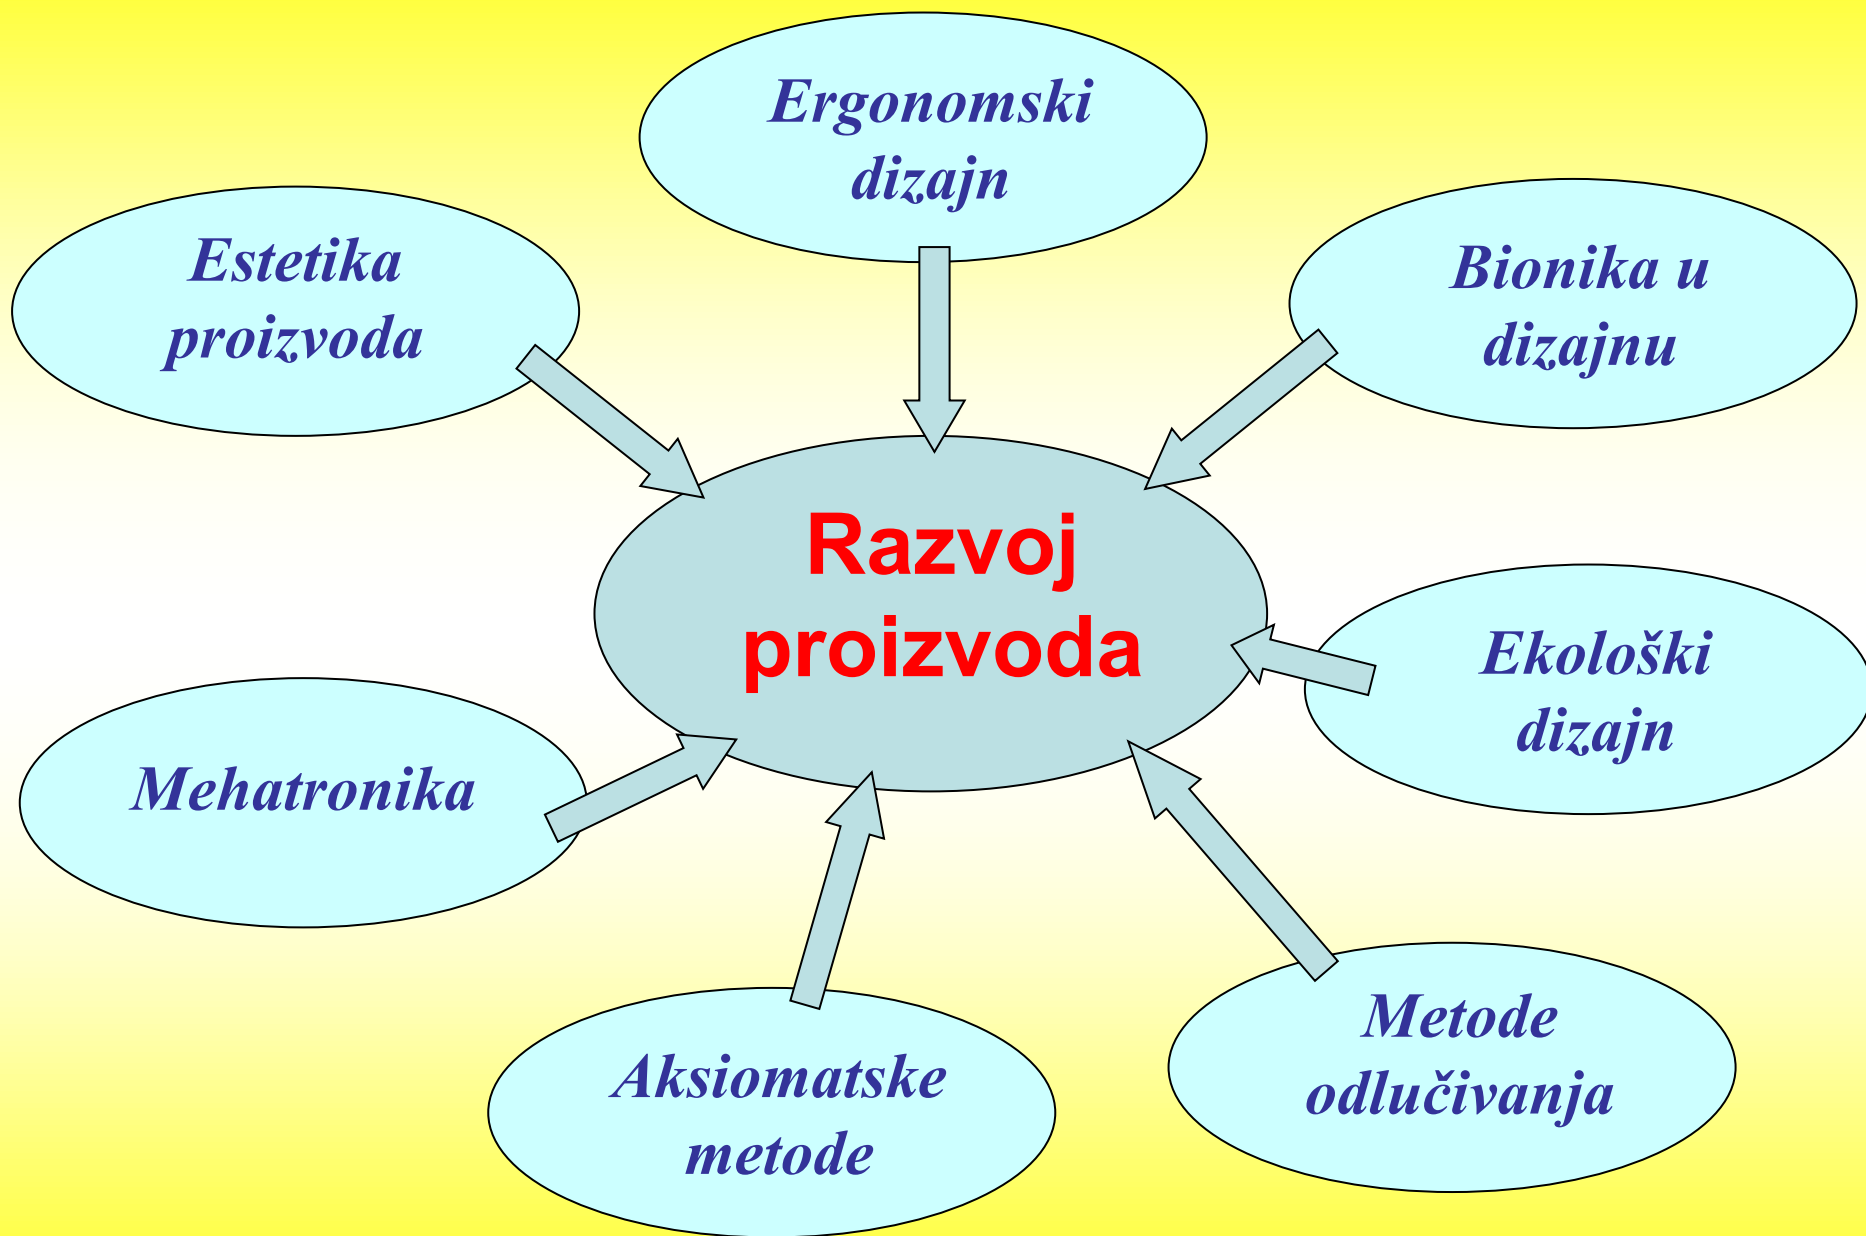 Ergonomski
dizajn
Estetika
proizvoda
Bionika u
dizajnu
Razvoj
proizvoda
Ekološki
dizajn
Mehatronika
Metode
odlučivanja
Aksiomatske
metode